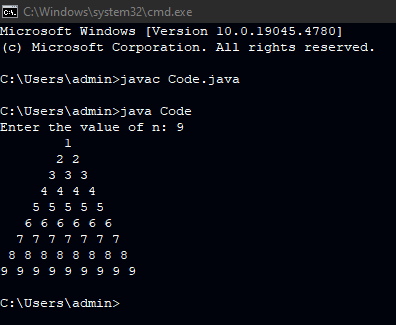 C:\Windows\system32\cmd.exe
Microsoft Windows [Version 10.0.19045.4780]
(c) Microsoft Corporation. All rights reserved.
C:\Users\admin>javac Code.java
C:\Users\admin>java Code
Enter the value of n: 9
        1
       2 2
      3 3 3
     4 4 4 4
    5 5 5 5 5
   6 6 6 6 6 6
  7 7 7 7 7 7 7
 8 8 8 8 8 8 8 8
9 9 9 9 9 9 9 9 9
C:\Users\admin>